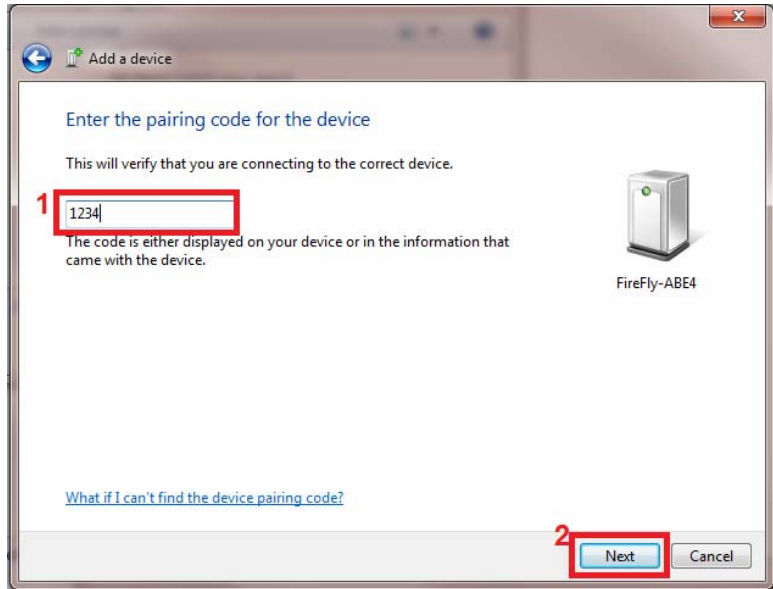 Add a device
Enter the pairing code for the device
This will verify that you are connecting to the correct device.
1
1234
The code is either displayed on your device or in the information that
came with the device.
FireFly-ABE4
What if I can't find the device pairing code?
2
Next Cancel